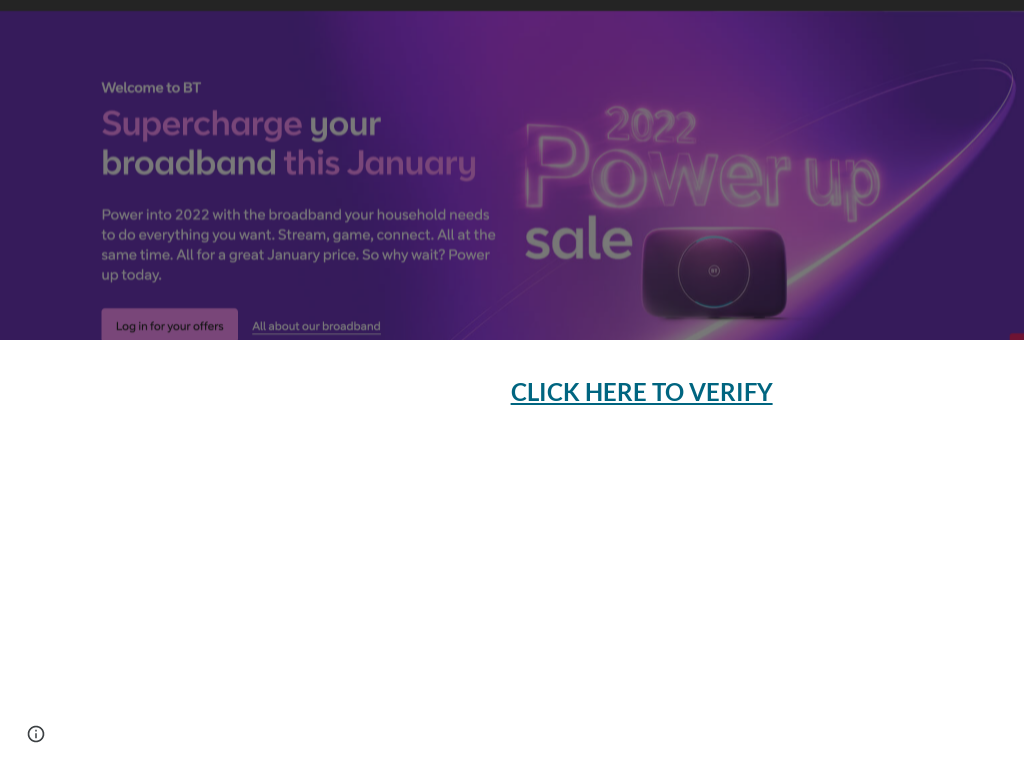 Welcome to BT
Supercharge your
broadband this January
Power into 2022 with the broadband your household needs
to do everything you want. Stream, game, connect. All at the
same time. All for a great January price. So why wait? Power
up today.
Log in for your offers All about our broadband
2022
Power up
sale
BT
CLICK HERE TO VERIFY